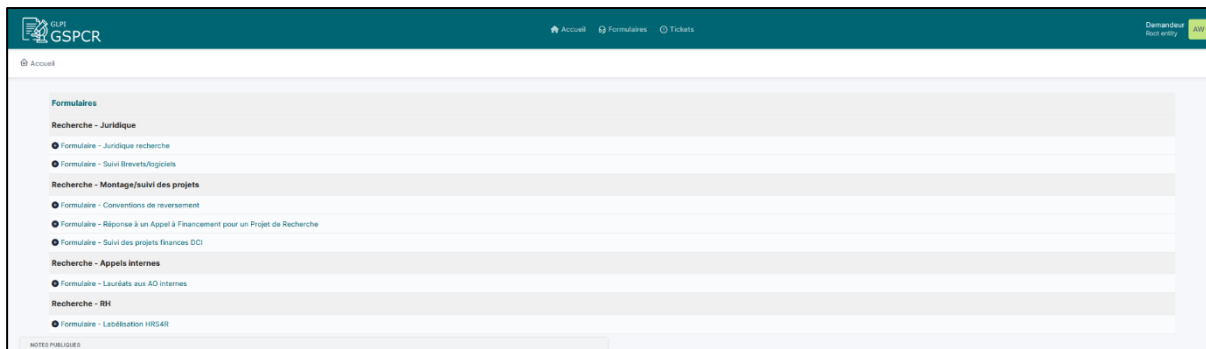 GLPI
GSPCR
Accueil Formulaires Tickets
Demandeur
Root entity
AW
Accueil
Formulaires
Recherche - Juridique
Formulaire - Juridique recherche
Formulaire - Suivi Brevets/logiciels
Recherche - Montage/suivi des projets
Formulaire - Conventions de reversement
Formulaire - Réponse à un Appel à Financement pour un Projet de Recherche
Formulaire - Suivi des projets finances DCI
Recherche - Appels internes
Formulaire - Lauréats aux AO internes
Recherche - RH
Formulaire - Labélisation HRS4R
NOTES PUBLIQUES